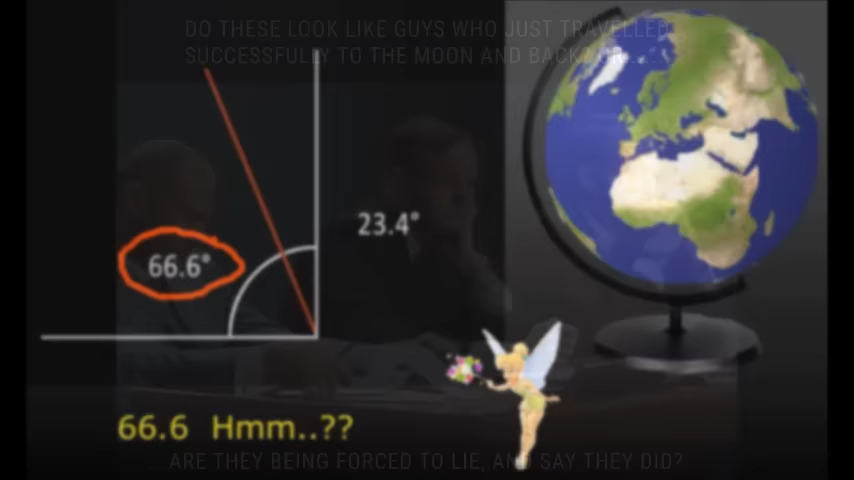 DO THESE LOOK LIKE GUYS WHO JUST TRAVELLED
SUCCESSFULLY TO THE MOON AND BACK? OR....
23.4°
66.6°
66.6 Hmm..??
....ARE THEY BEING FORCED TO LIE, AND SAY THEY DID?